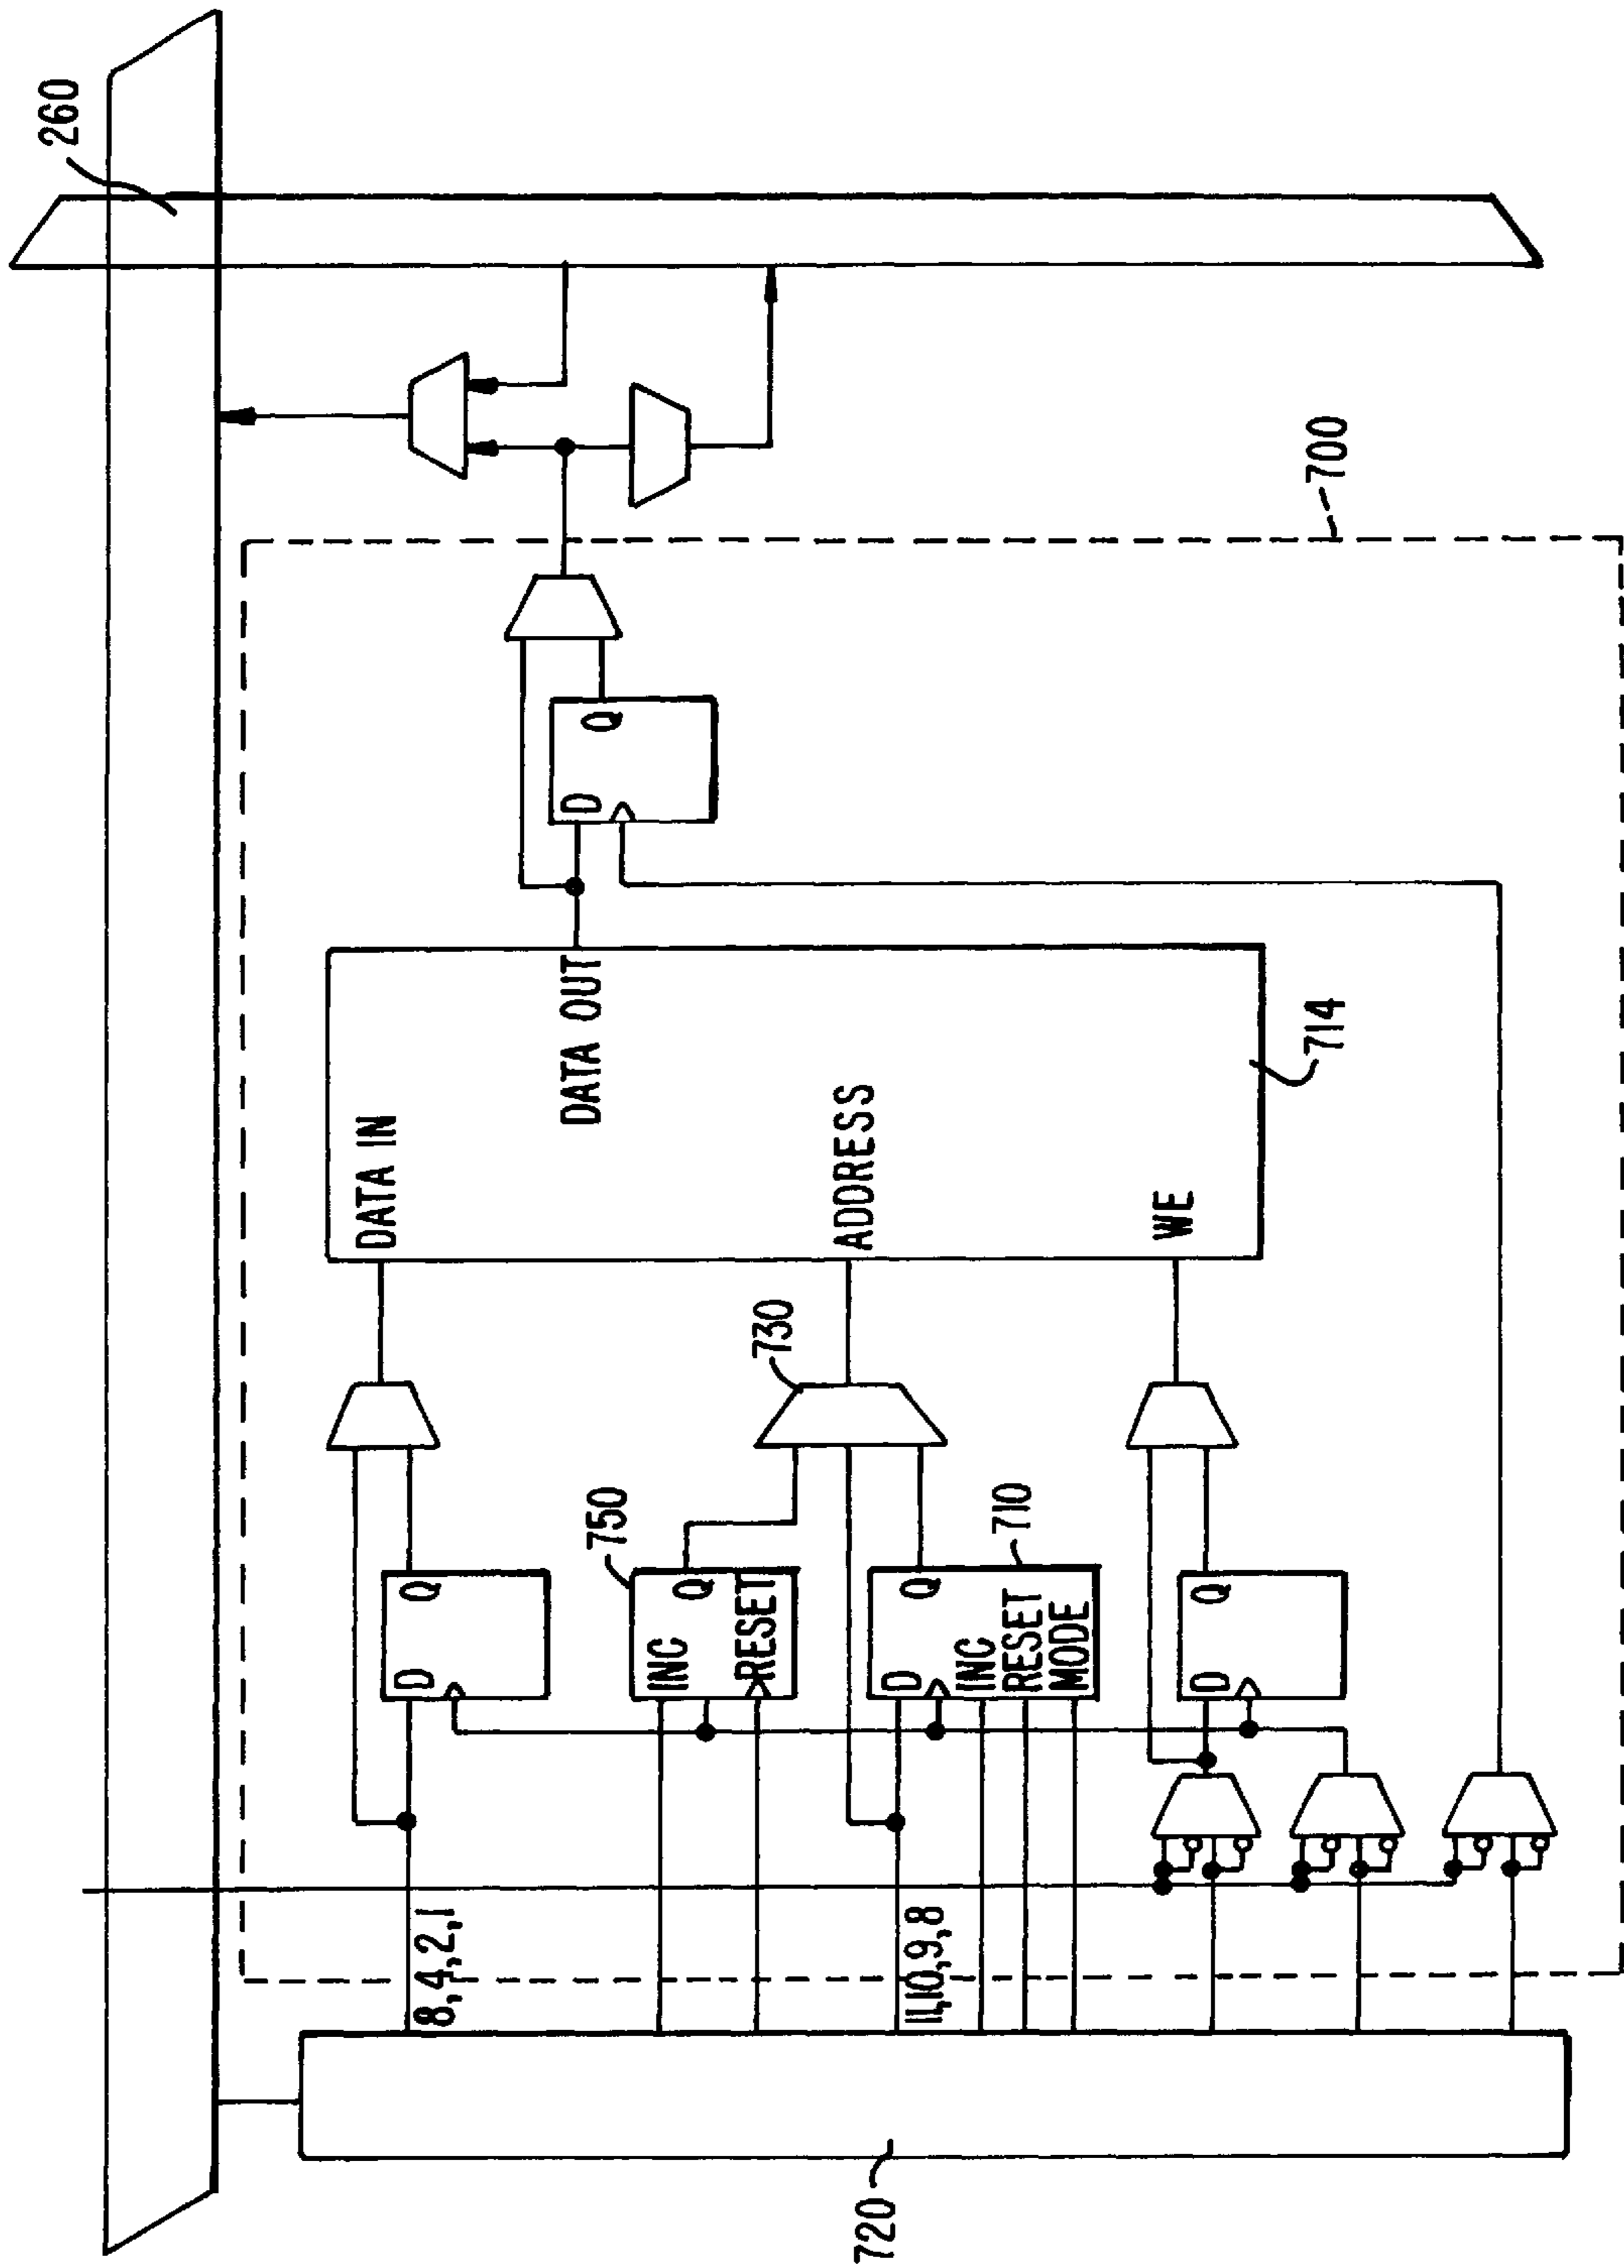 260
700
DATA IN
DATA OUT
ADDRESS
WE
714
D
Q
730
750
INC
Q
RESET
D
Q
710
D
Q
INC
RESET
MODE
D
Q
8,4,2,1
11,10,9,8
720